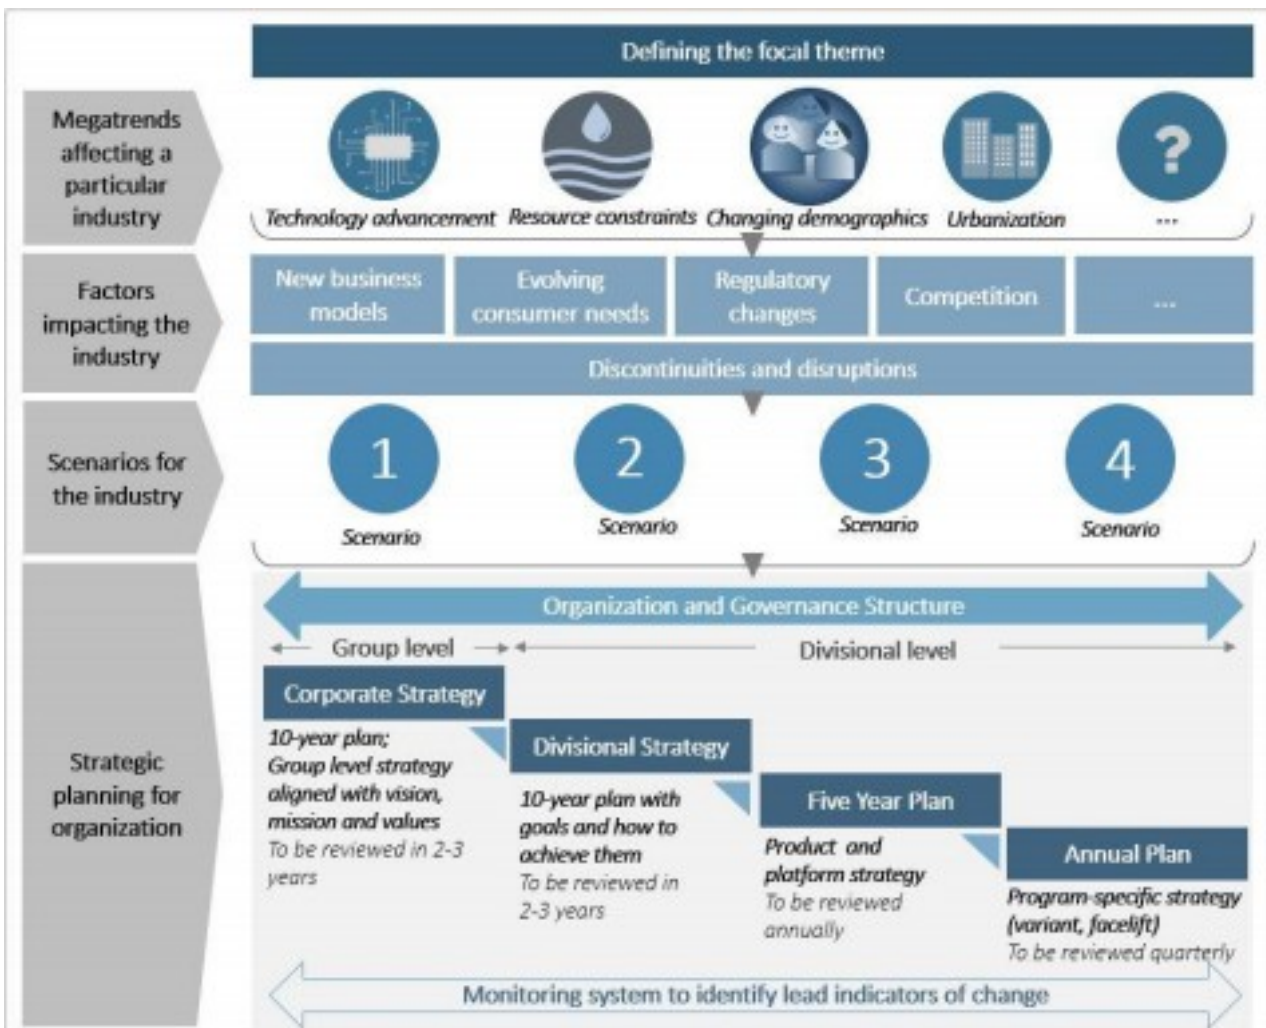 Defining the focal theme
Megatrends
affecting a
particular
industry
?
Technology advancement
Resource constraints
Changing demographics
Urbanization
...
Factors
impacting the
industry
New business
models
Evolving
consumer needs
Regulatory
changes
Competition
...
Discontinuities and disruptions
Scenarios for
the industry
1
Scenario
2
Scenario
3
Scenario
4
Scenario
Strategic
planning for
organization
Organization and Governance Structure
Group level
Divisional level
Corporate Strategy
10-year plan;
Group level strategy
aligned with vision,
mission and values
To be reviewed in 2-3
years
Divisional Strategy
10-year plan with
goals and how to
achieve them
To be reviewed in
2-3 years
Five Year Plan
Product and
platform strategy
To be reviewed
annually
Annual Plan
Program-specific strategy
(variant, facelift)
To be reviewed quarterly
Monitoring system to identify lead indicators of change